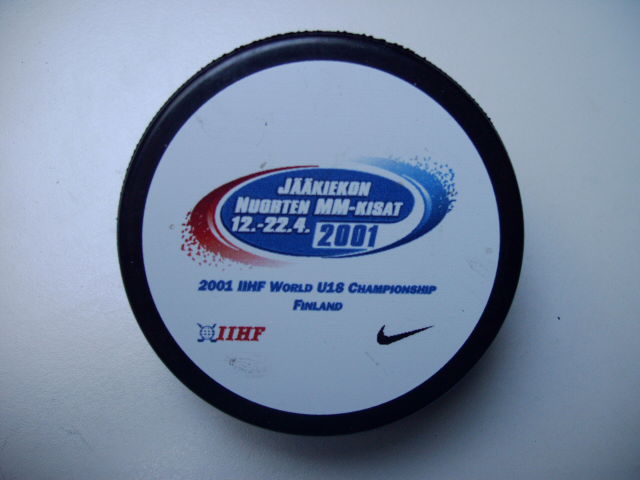 JÄÄKIEKON
NUORTEN MM-KISAT
12.-22.4. 2001
2001 IIHF WORLD U18 CHAMPIONSHIP
FINLAND
IIHF